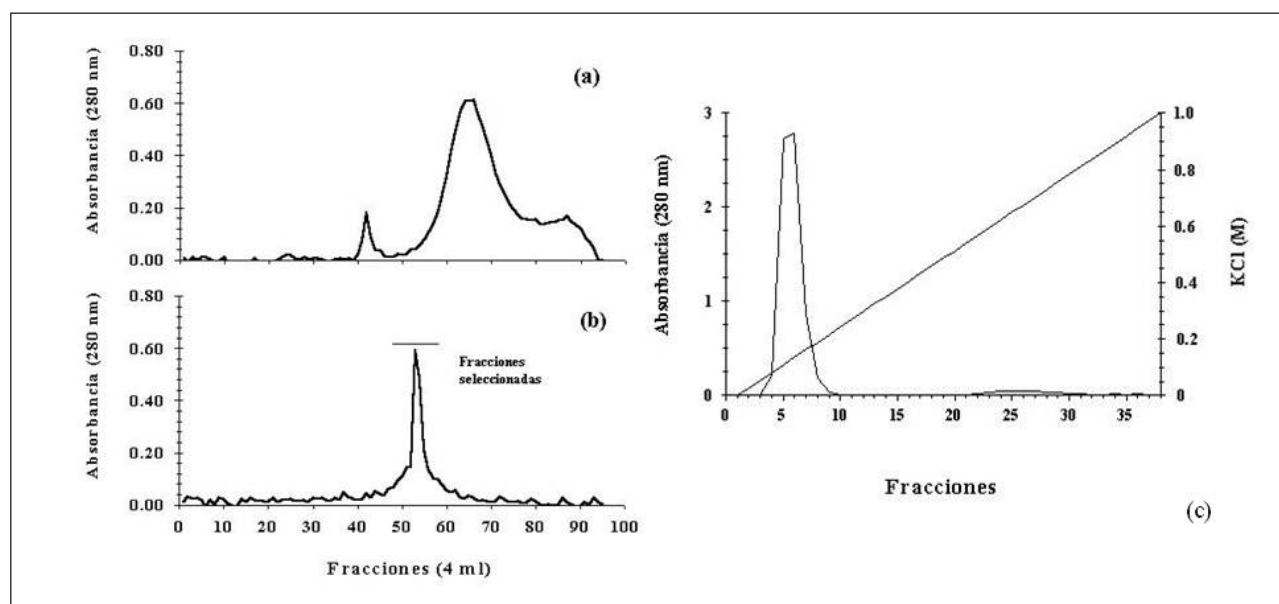 Absorbancia (280 nm)
0.80
0.60
0.40
0.20
0.00
(a)
Absorbancia (280 nm)
0.80
0.60
0.40
0.20
0.00
(b)
Fracciones
seleccionadas
0 10 20 30 40 50 60 70 80 90 100
Fracciones (4 ml)
Absorbancia (280 nm)
3
2
1
0
1.0
0.8
0.6
0.4
0.2
0
KCl (M)
0 5 10 15 20 25 30 35
Fracciones
(c)